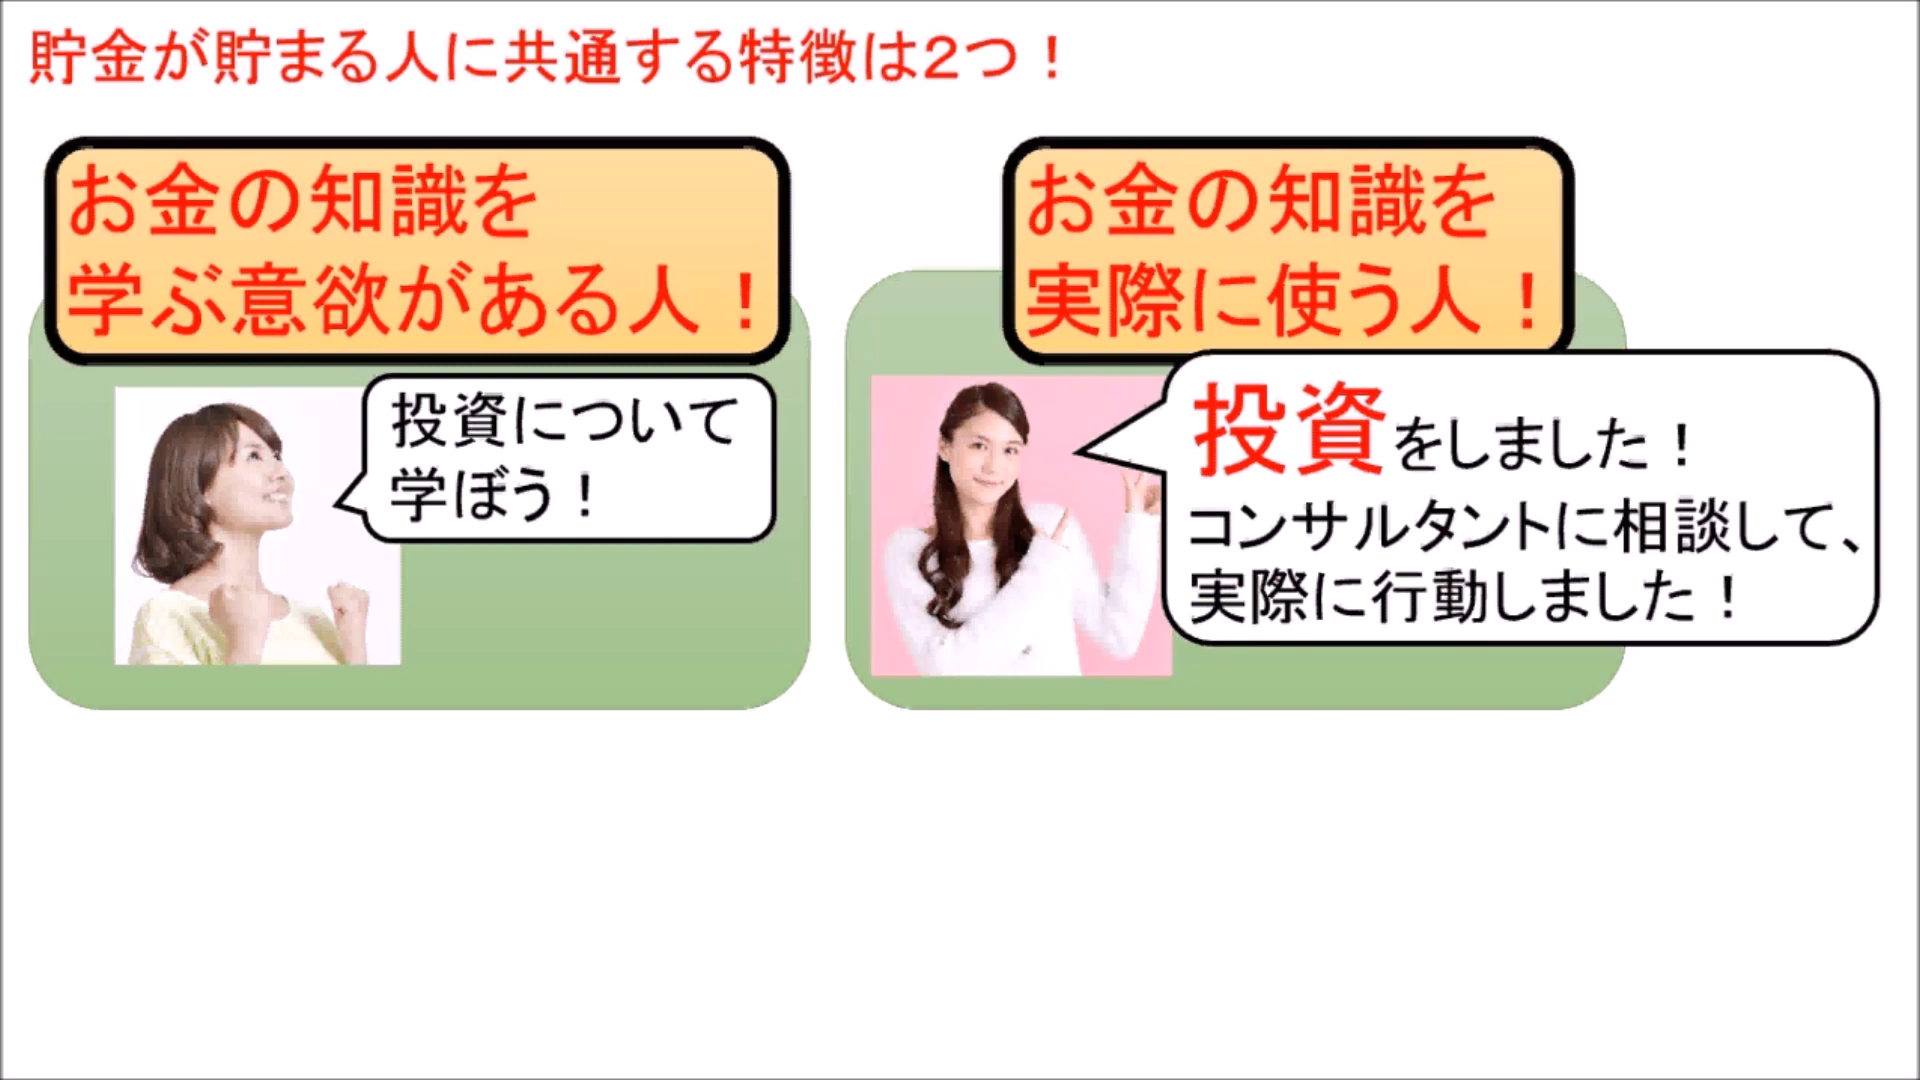 貯金が貯まる人に共通する特徴は２つ！
お金の知識を
学ぶ意欲がある人！
投資について
学ぼう！
お金の知識を
実際に使う人！
投資をしました！
コンサルタントに相談して、
実際に行動しました！